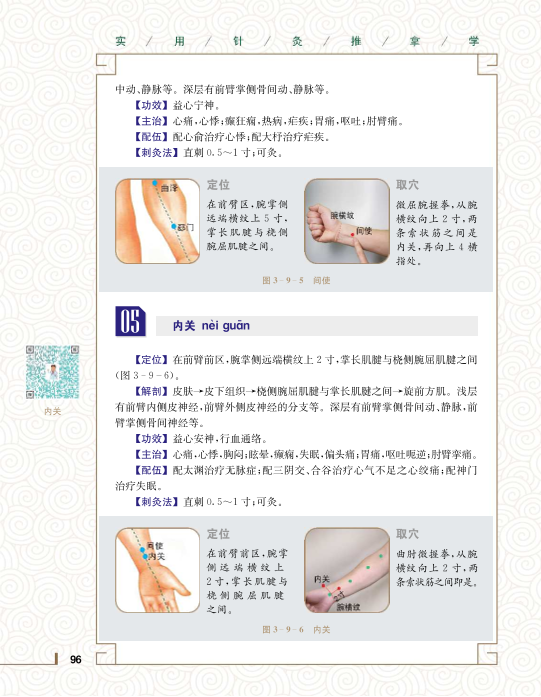 实 / 用 / 针 / 灸 / 推 / 拿 / 学
中动、静脉等。深层有前臂掌侧骨间动、静脉等。
【功效】益心宁神。
【主治】心痛,心悸;癫狂痫,热病,疟疾;胃痛,呕吐;肘臂痛。
【配伍】配心俞治疗心悸;配大杼治疗疟疾。
【刺灸法】直刺 0.5～1 寸;可灸。
曲泽
郄门
定位
在前臂区,腕掌侧
远端横纹上 5 寸,
掌长肌腱与桡侧
腕屈肌腱之间。
腕横纹
间使
取穴
微屈腕握拳,从腕
横纹向上 2 寸,两
条索状筋之间是
内关,再向上 4 横
指处。
图 3-9-5 间使
05
内关 nèi guān
内关
【定位】在前臂前区,腕掌侧远端横纹上 2 寸,掌长肌腱与桡侧腕屈肌腱之间
(图 3-9-6)。
【解剖】皮肤→皮下组织→桡侧腕屈肌腱与掌长肌腱之间→旋前方肌。浅层
有前臂内侧皮神经,前臂外侧皮神经的分支等。深层有前臂掌侧骨间动、静脉,前
臂掌侧骨间神经等。
【功效】益心安神,行血通络。
【主治】心痛,心悸,胸闷;眩晕,癫痫,失眠,偏头痛;胃痛,呕吐呃逆;肘臂挛痛。
【配伍】配太渊治疗无脉症;配三阴交、合谷治疗心气不足之心绞痛;配神门
治疗失眠。
【刺灸法】直刺 0.5～1 寸;可灸。
间使
内关
定位
在前臂前区,腕掌
侧远端横纹上
2 寸,掌长肌腱与
桡侧腕屈肌腱
之间。
内关
2寸
腕横纹
取穴
曲肘微握拳,从腕
横纹向上 2 寸,两
条索状筋之间即是。
图 3-9-6 内关
96